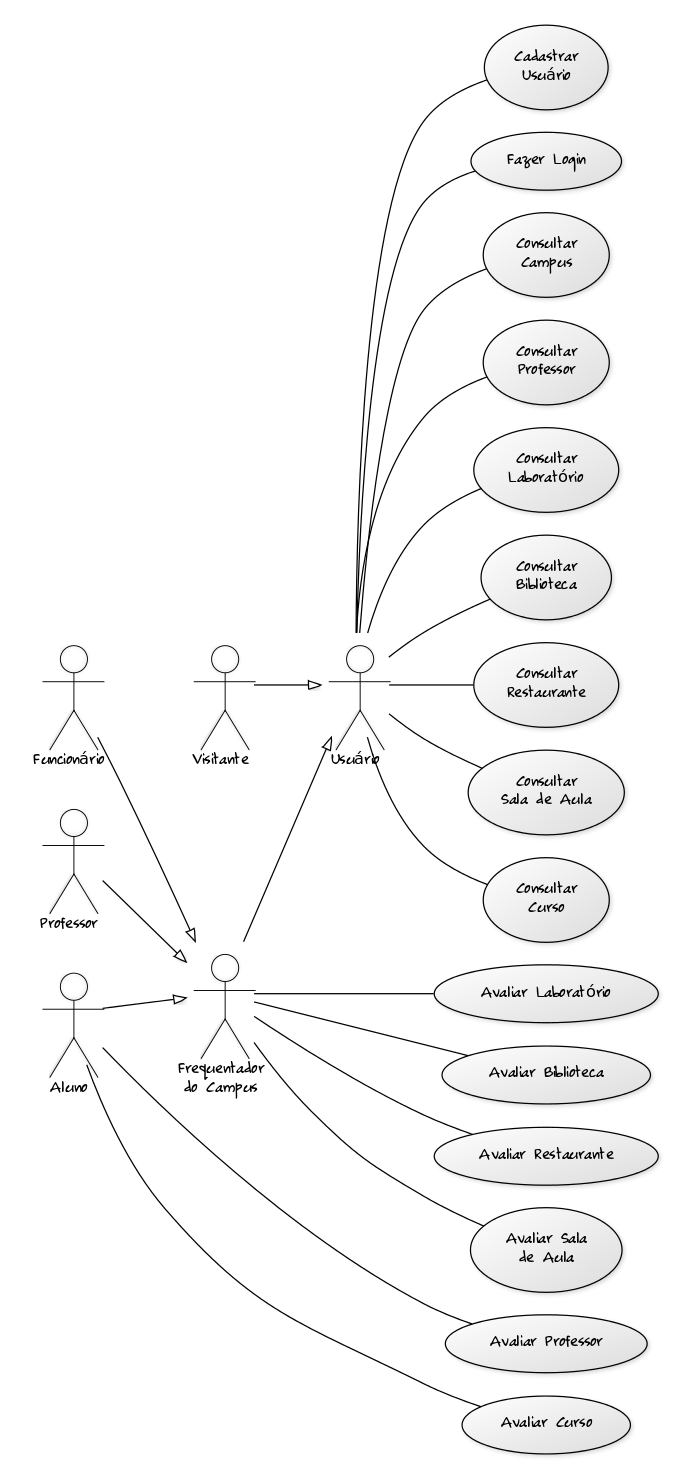 Cadastrar
Usuário
Fazer Login
Consultar
Campus
Consultar
Professor
Consultar
Laboratório
Consultar
Biblioteca
Consultar
Restaurante
Funcionário
Visitante
Usuário
Consultar
Sala de Aula
Professor
Consultar
Curso
Avaliar Laboratório
Aluno
Frequentador
do Campus
Avaliar Biblioteca
Avaliar Restaurante
Avaliar Sala
de Aula
Avaliar Professor
Avaliar Curso